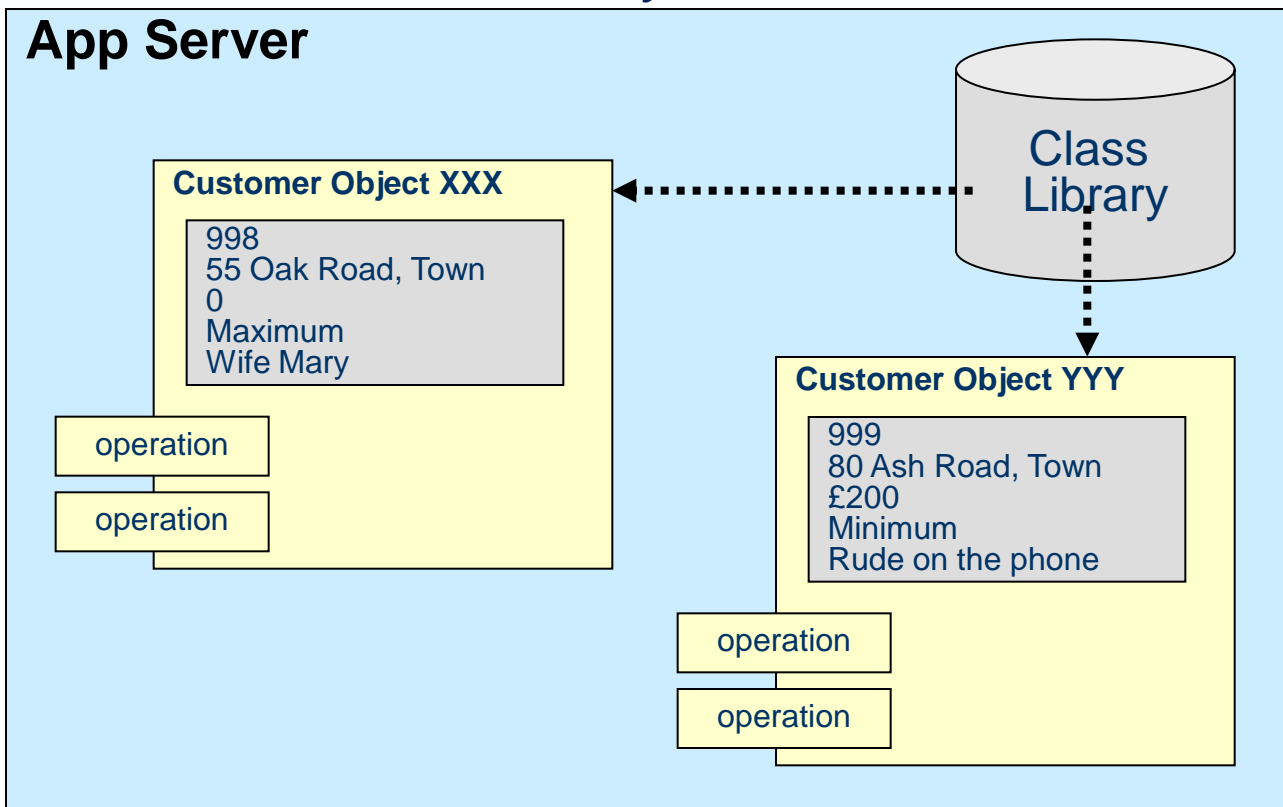 App Server
Class
Library
Customer Object XXX
998
55 Oak Road, Town
0
Maximum
Wife Mary
operation
operation
Customer Object YYY
999
80 Ash Road, Town
£200
Minimum
Rude on the phone
operation
operation